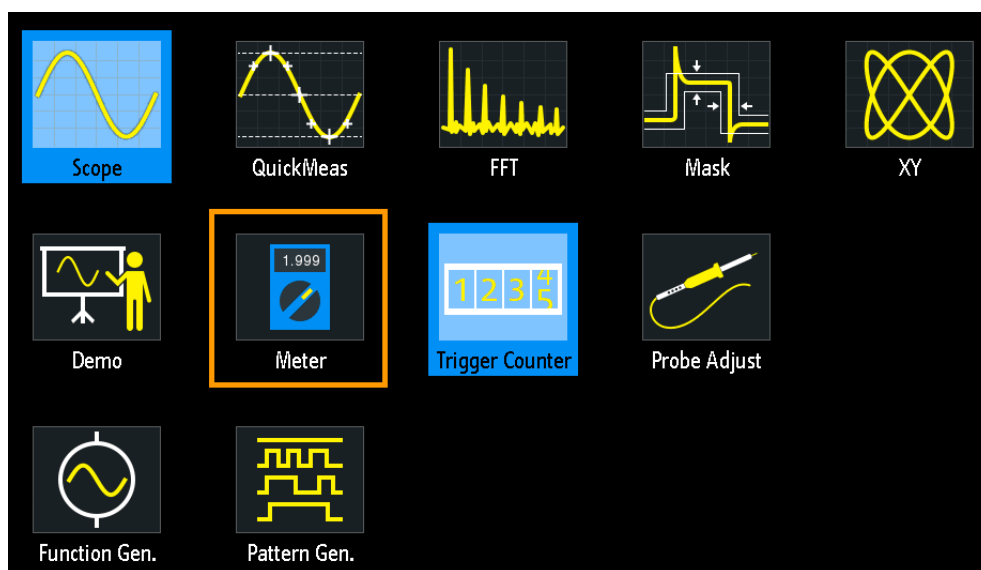 Scope
QuickMeas
FFT
Mask
XY
1.999
1 2 3 4 5
Demo
Meter
Trigger Counter
Probe Adjust
Function Gen.
Pattern Gen.